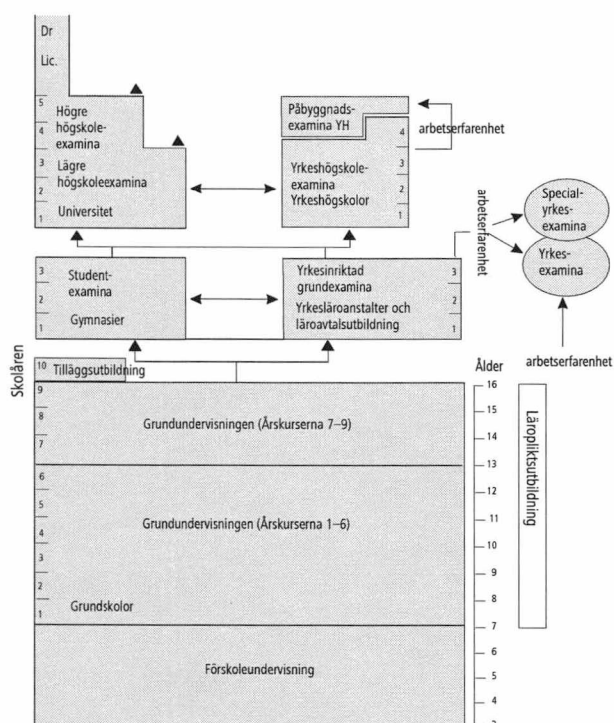 Dr
Lic.
5
Högre
högskole-
examina
4
3
Lägre
högskoleexamina
2
1
Universitet
Påbyggnads-
examina YH
4
arbetserfarenhet
3
Yrkeshögskole-
examina
Yrkeshögskolor
2
1
arbetserfarenhet
Special-
yrkes-
examina
Yrkes-
examina
arbetserfarenhet
3
Student-
examina
2
1
Gymnasier
Yrkesinriktad
grundexamina
Yrkesläroanstalter och
läroavtalsutbildning
3
2
1
Skolåren
10 Tilläggsutbildning
9
8
7
Grundundervisningen (Årskurserna 7–9)
6
5
4
3
2
1
Grundundervisningen (Årskurserna 1–6)
Grundskolor
Förskoleundervisning
Ålder
16
15
14
13
12
11
10
9
8
7
6
5
4
Läropliktsutbildning